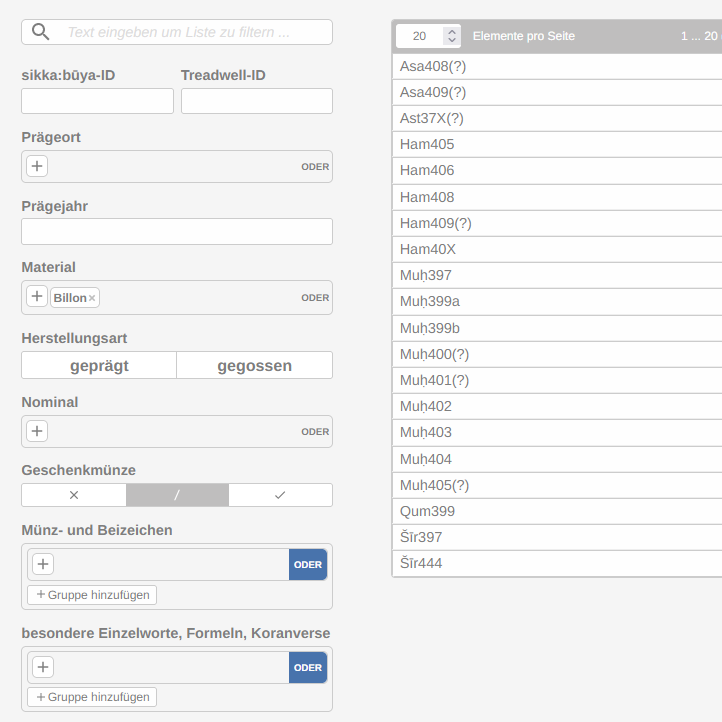 Text eingeben um Liste zu filtern ...
sikka:būya-ID
Treadwell-ID
Prägeort
ODER
Prägejahr
Material
Billon×
ODER
Herstellungsart
geprägt
gegossen
Nominal
ODER
Geschenkmünze
/
Münz- und Beizeichen
ODER
+ Gruppe hinzufügen
besondere Einzelworte, Formeln, Koranverse
ODER
+ Gruppe hinzufügen
20 Elemente pro Seite 1 ... 20
Asa408(?)
Asa409(?)
Ast37X(?)
Ham405
Ham406
Ham408
Ham409(?)
Ham40X
Muḥ397
Muḥ399a
Muḥ399b
Muḥ400(?)
Muḥ401(?)
Muḥ402
Muḥ403
Muḥ404
Muḥ405(?)
Qum399
Šīr397
Šīr444